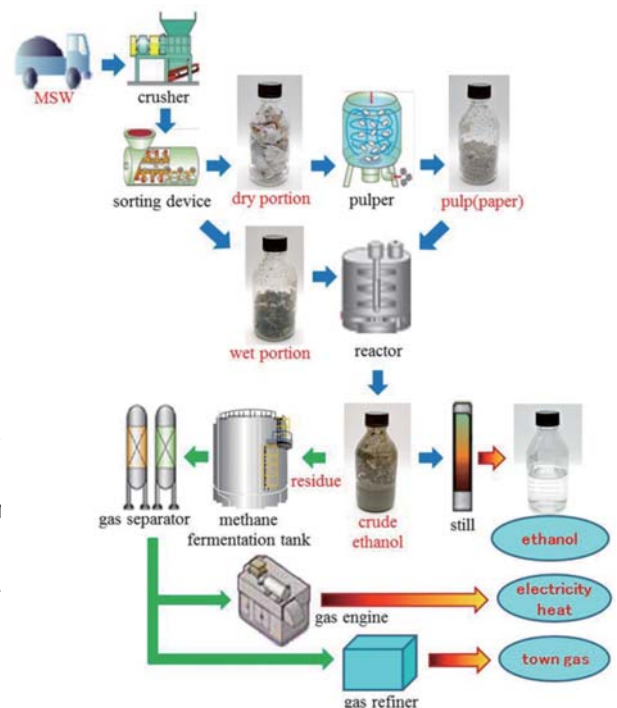 MSW
crusher
sorting device
dry portion
pulper
pulp(paper)
wet portion
reactor
residue
gas separator
methane
fermentation tank
crude
ethanol
still
ethanol
gas engine
electricity
heat
gas refiner
town gas